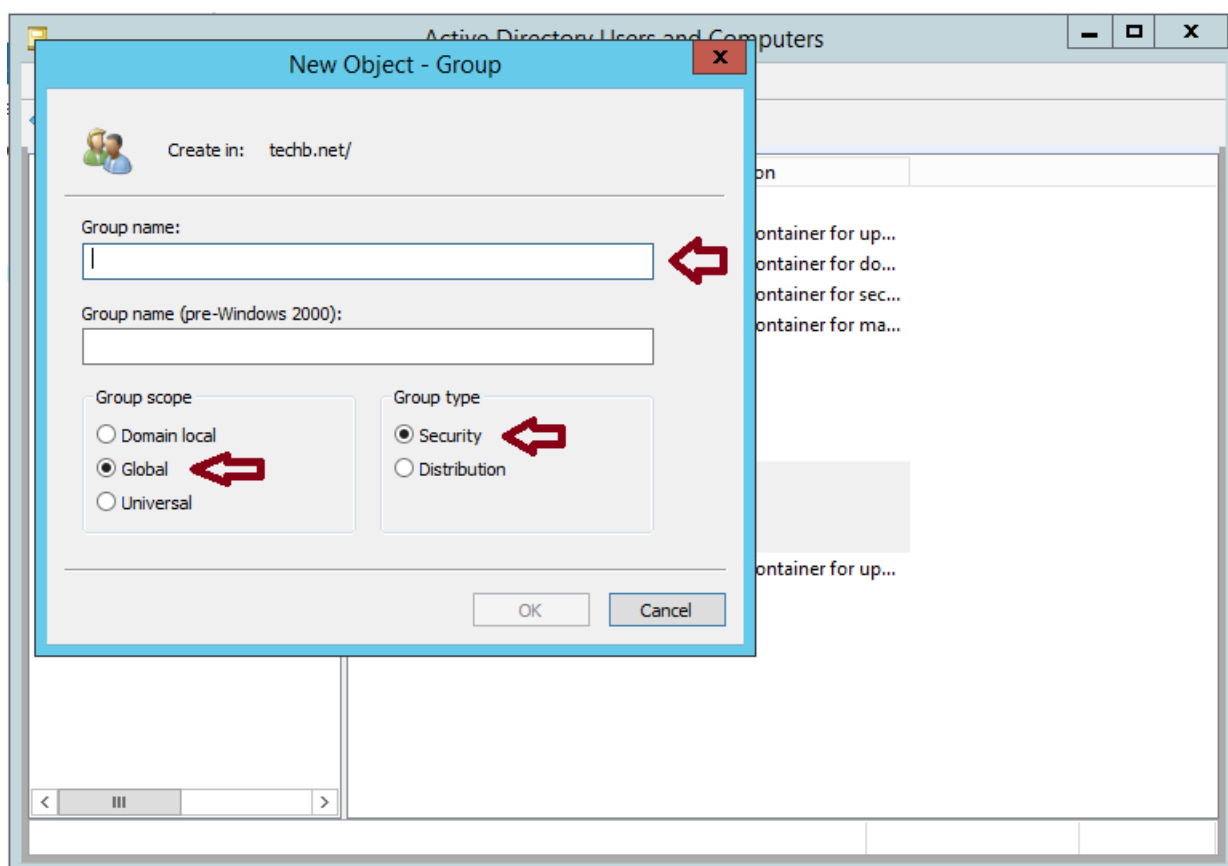 Active Directory Users and Computers
New Object - Group
Create in: techb.net/
on
Group name:
ontainer for up...
ontainer for do...
ontainer for sec...
Group name (pre-Windows 2000):
ontainer for ma...
Group scope
Group type
Domain local
Security
Global
Distribution
Universal
ontainer for up...
OK
Cancel